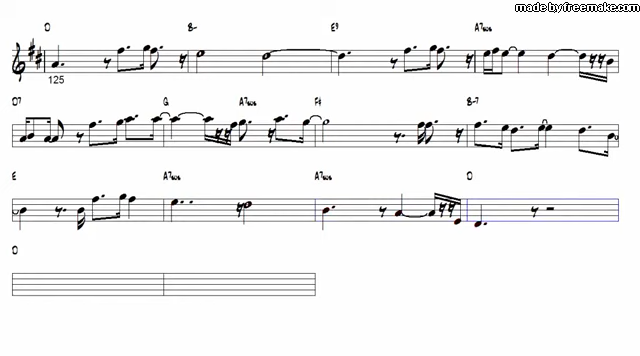 made by freemake.com
D B- E9 A7sus
125
D7 G A7sus F# B-7
E A7sus A7sus D
D